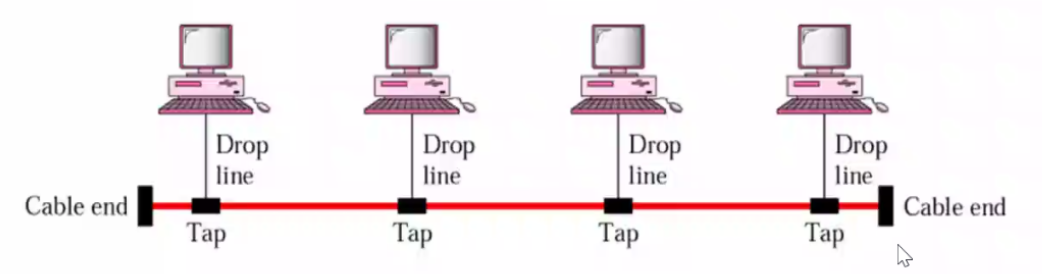 Drop
line
Drop
line
Drop
line
Drop
line
Cable end
Cable end
Tap
Tap
Tap
Tap